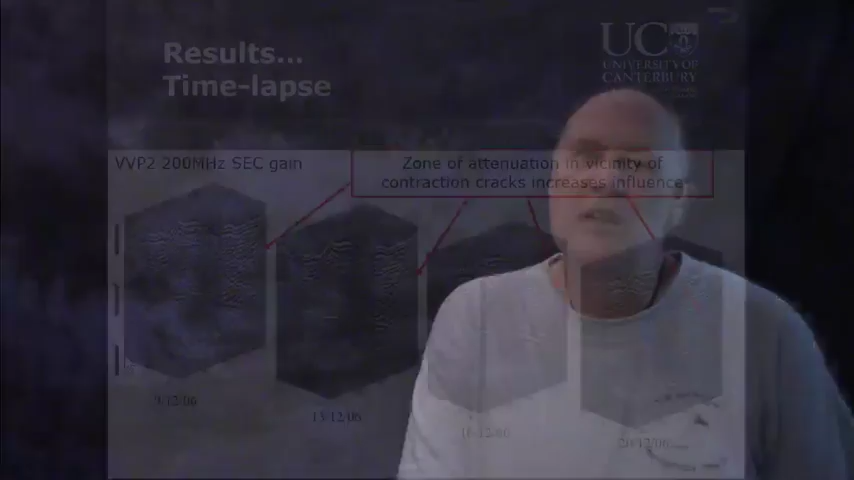 Results...
Time-lapse
UC
UNIVERSITY OF
CANTERBURY
VVP2 200MHz SEC gain
Zone of attenuation in vicinity of
contraction cracks increases influence
15/12/06
20/12/06